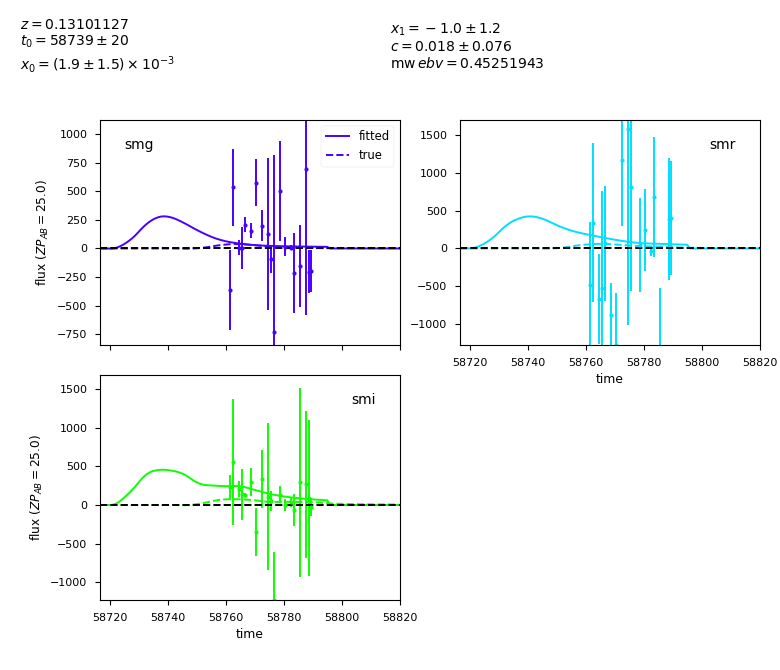 z = 0.13101127
t₀ = 58739 ± 20
x₀ = (1.9 ± 1.5) × 10⁻³
x₁ = −1.0 ± 1.2
c = 0.018 ± 0.076
mw ebv = 0.45251943
flux (ZP_AB = 25.0)
1000
750
500
250
0
−250
−500
−750
smg
fitted
true
1500
1000
500
0
−500
−1000
smr
58720 58740 58760 58780 58800 58820
time
flux (ZP_AB = 25.0)
1500
1000
500
0
−500
−1000
smi
58720 58740 58760 58780 58800 58820
time